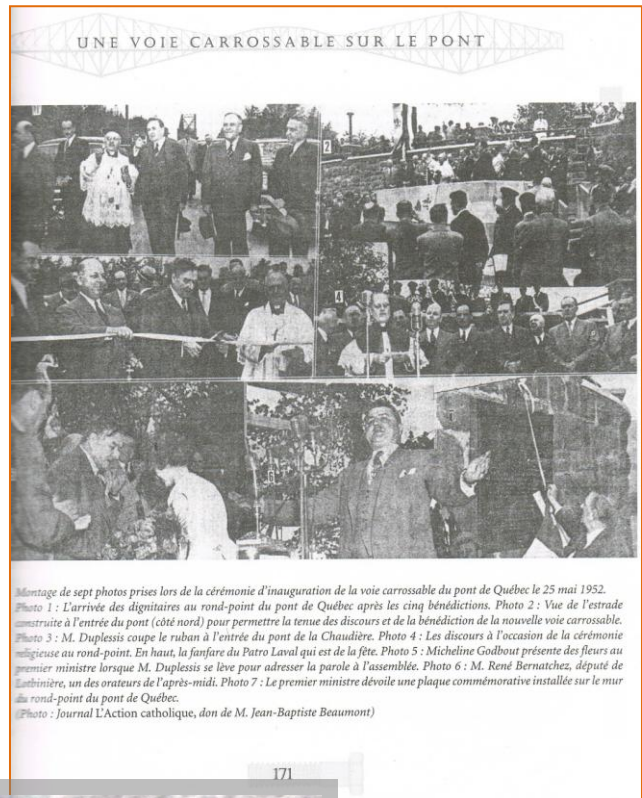 UNE VOIE CARROSSABLE SUR LE PONT
2
4
Montage de sept photos prises lors de la cérémonie d'inauguration de la voie carrossable du pont de Québec le 25 mai 1952.
Photo 1 : L'arrivée des dignitaires au rond-point du pont de Québec après les cinq bénédictions. Photo 2 : Vue de l'estrade
construite à l'entrée du pont (côté nord) pour permettre la tenue des discours et de la bénédiction de la nouvelle voie carrossable.
Photo 3 : M. Duplessis coupe le ruban à l'entrée du pont de la Chaudière. Photo 4 : Les discours à l'occasion de la cérémonie
religieuse au rond-point. En haut, la fanfare du Patro Laval qui est de la fête. Photo 5 : Micheline Godbout présente des fleurs au
premier ministre lorsque M. Duplessis se lève pour adresser la parole à l'assemblée. Photo 6 : M. René Bernatchez, député de
Lotbinière, un des orateurs de l'après-midi. Photo 7 : Le premier ministre dévoile une plaque commémorative installée sur le mur
du rond-point du pont de Québec.
(Photo : Journal L'Action catholique, don de M. Jean-Baptiste Beaumont)
171